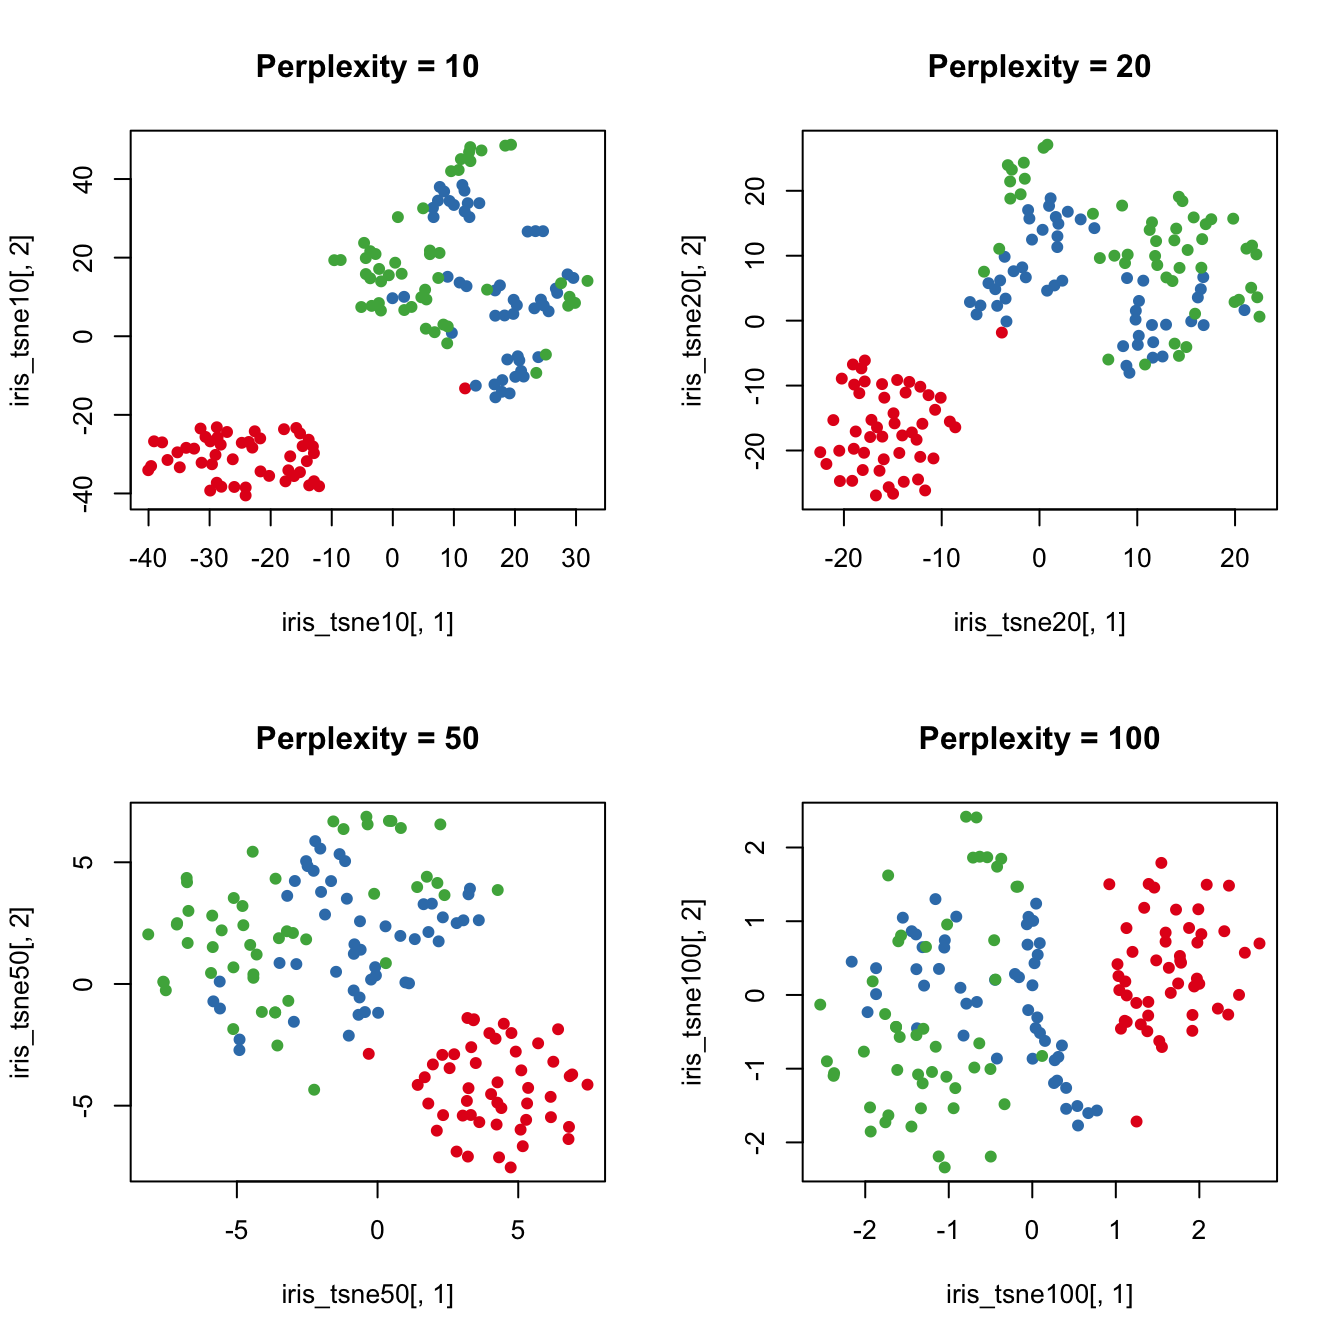 Perplexity = 10
iris_tsne10[, 2]
40
20
0
-20
-40
-40 -30 -20 -10 0 10 20 30
iris_tsne10[, 1]
Perplexity = 20
iris_tsne20[, 2]
20
10
0
-10
-20
-20 -10 0 10 20
iris_tsne20[, 1]
Perplexity = 50
iris_tsne50[, 2]
5
0
-5
-5 0 5
iris_tsne50[, 1]
Perplexity = 100
iris_tsne100[, 2]
2
1
0
-1
-2
-2 -1 0 1 2
iris_tsne100[, 1]